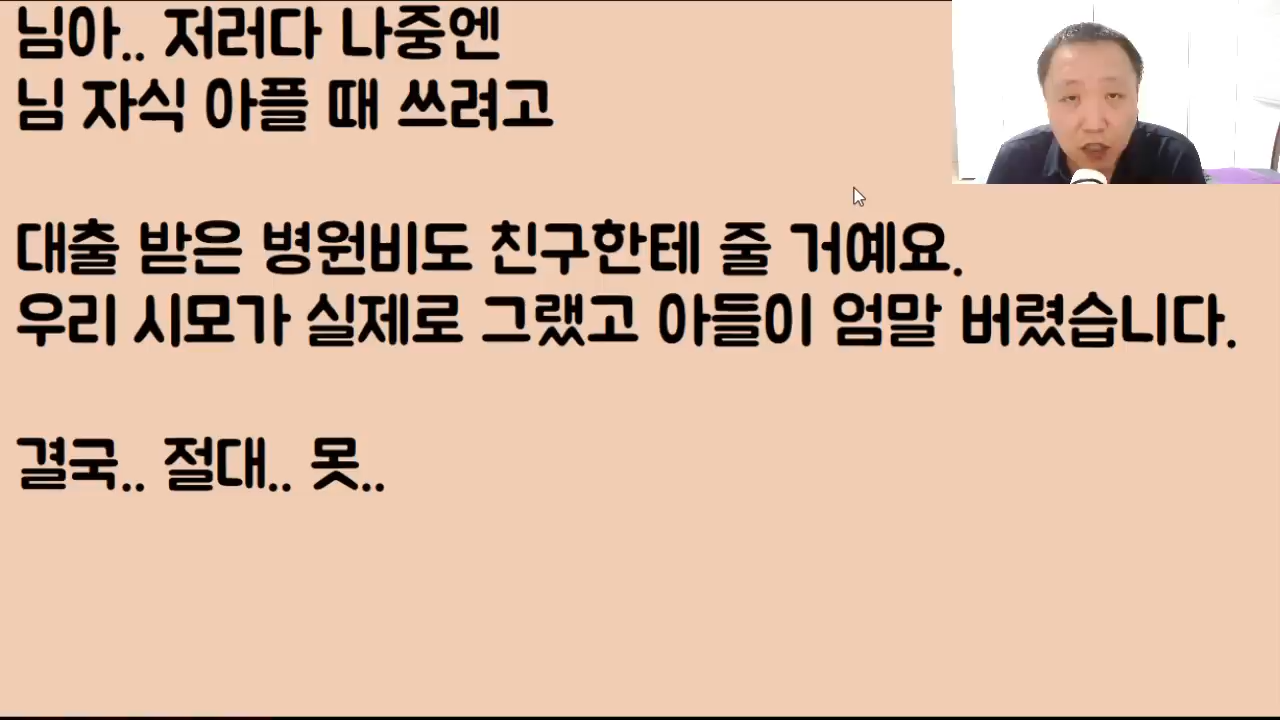 님아.. 저러다 나중엔
님 자식 아플 때 쓰려고
대출 받은 병원비도 친구한테 줄 거예요.
우리 시모가 실제로 그랬고 아들이 엄말 버렸습니다.
결국.. 절대.. 못..